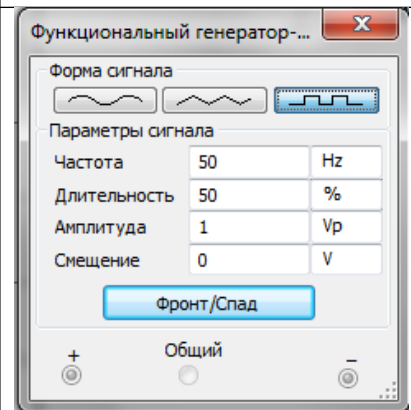 Функциональный генератор-...
Форма сигнала
Параметры сигнала
Частота 50 Hz
Длительность 50 %
Амплитуда 1 Vp
Смещение 0 V
Фронт/Спад
+ Общий –